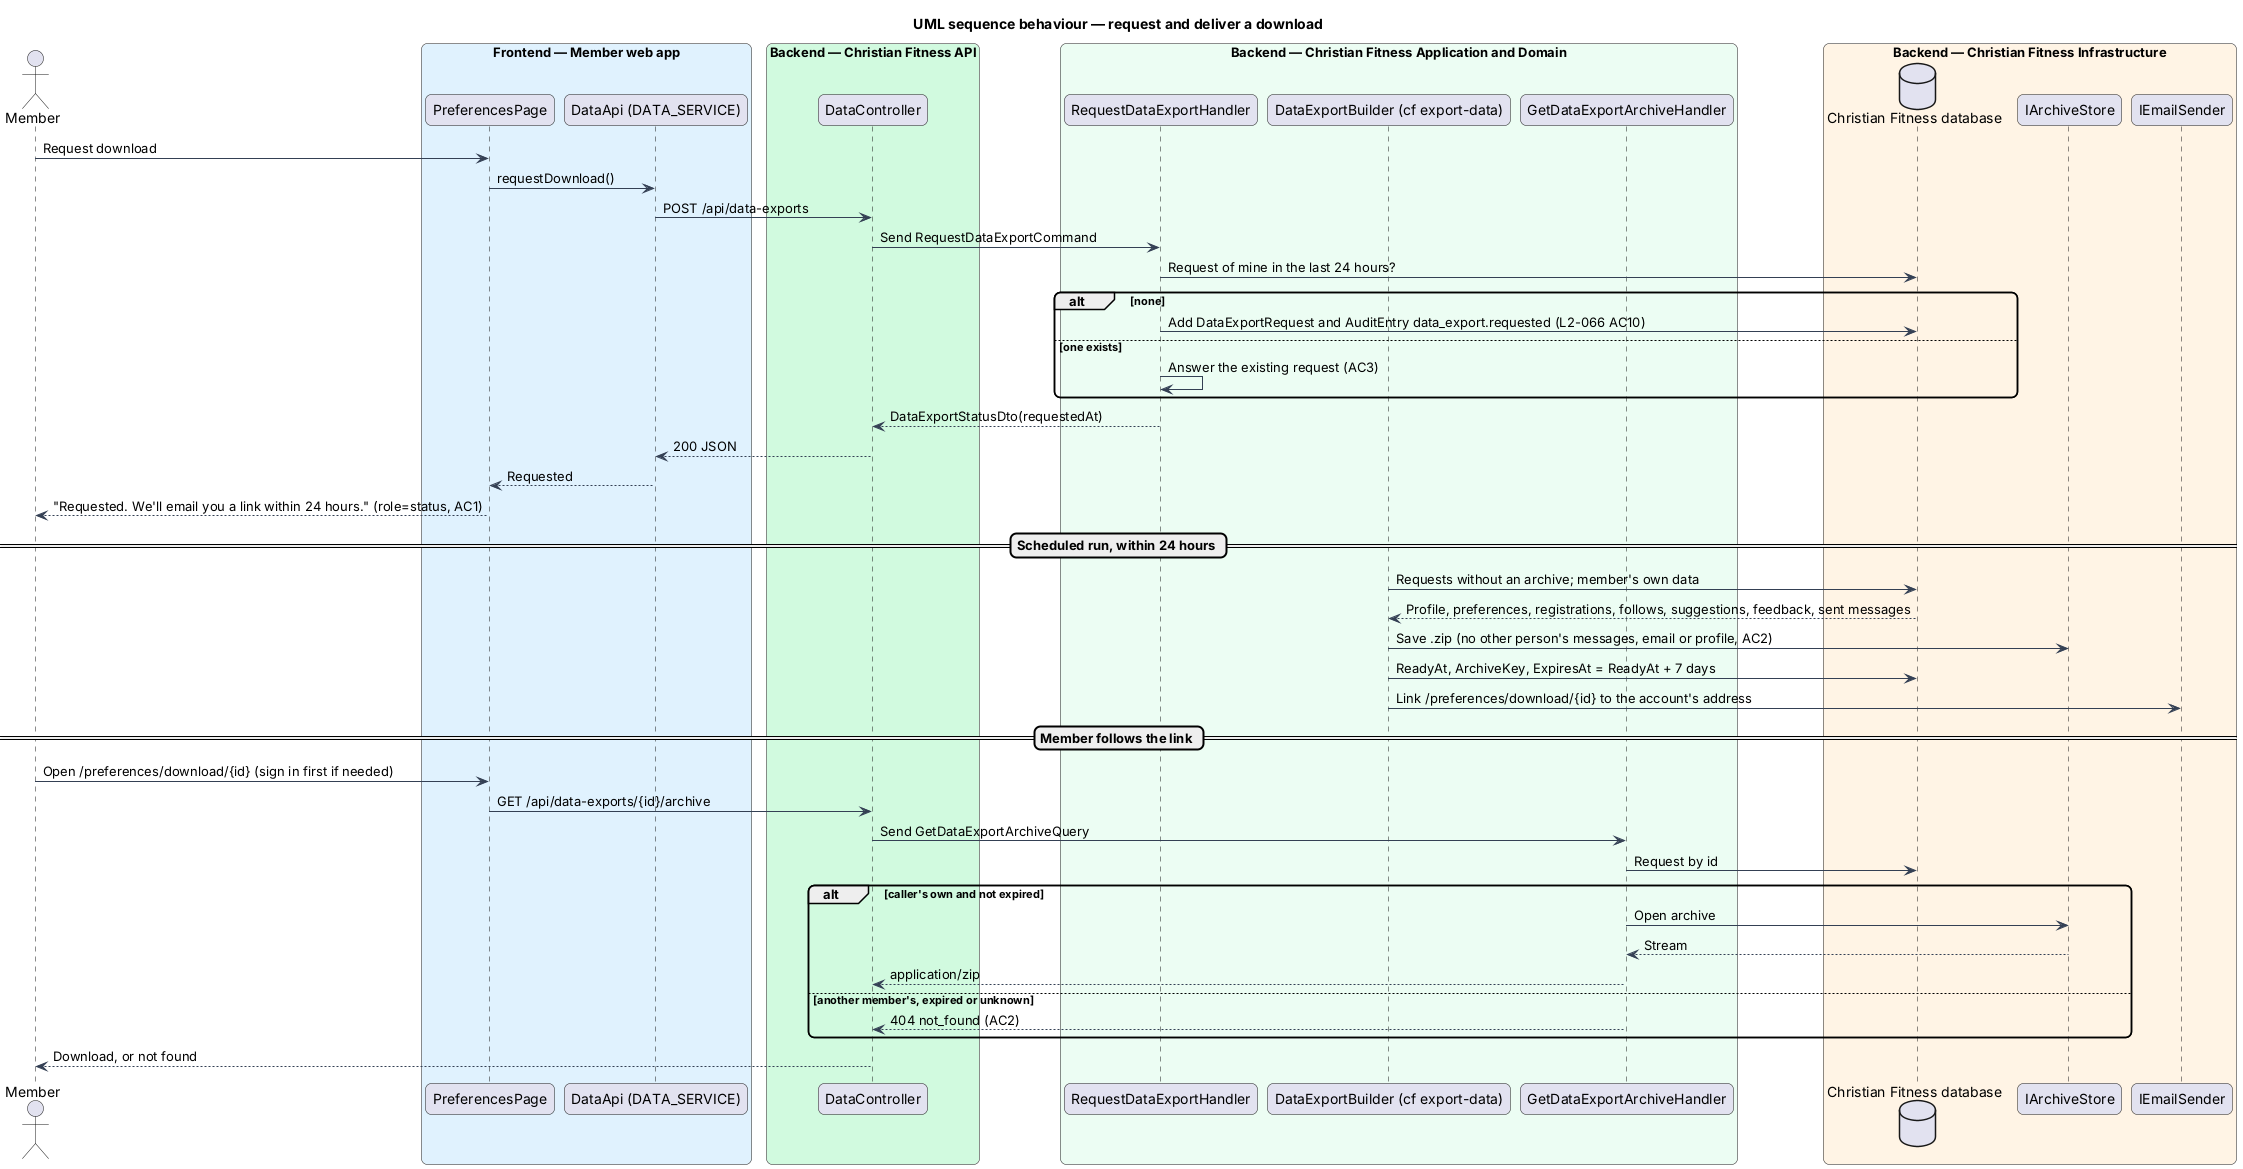 UML sequence behaviour — request and deliver a download
Frontend — Member web app
Backend — Christian Fitness API
Backend — Christian Fitness Application and Domain
Backend — Christian Fitness Infrastructure
Member
PreferencesPage
DataApi (DATA_SERVICE)
DataController
RequestDataExportHandler
DataExportBuilder (cf export-data)
GetDataExportArchiveHandler
Christian Fitness database
IArchiveStore
IEmailSender
Request download
requestDownload()
POST /api/data-exports
Send RequestDataExportCommand
Request of mine in the last 24 hours?
alt [none]
Add DataExportRequest and AuditEntry data_export.requested (L2-066 AC10)
[one exists]
Answer the existing request (AC3)
DataExportStatusDto(requestedAt)
200 JSON
Requested
"Requested. We'll email you a link within 24 hours." (role=status, AC1)
Scheduled run, within 24 hours
Requests without an archive; member's own data
Profile, preferences, registrations, follows, suggestions, feedback, sent messages
Save .zip (no other person's messages, email or profile, AC2)
ReadyAt, ArchiveKey, ExpiresAt = ReadyAt + 7 days
Link /preferences/download/{id} to the account's address
Member follows the link
Open /preferences/download/{id} (sign in first if needed)
GET /api/data-exports/{id}/archive
Send GetDataExportArchiveQuery
Request by id
alt [caller's own and not expired]
Open archive
Stream
application/zip
[another member's, expired or unknown]
404 not_found (AC2)
Download, or not found
Member
PreferencesPage
DataApi (DATA_SERVICE)
DataController
RequestDataExportHandler
DataExportBuilder (cf export-data)
GetDataExportArchiveHandler
Christian Fitness database
IArchiveStore
IEmailSender